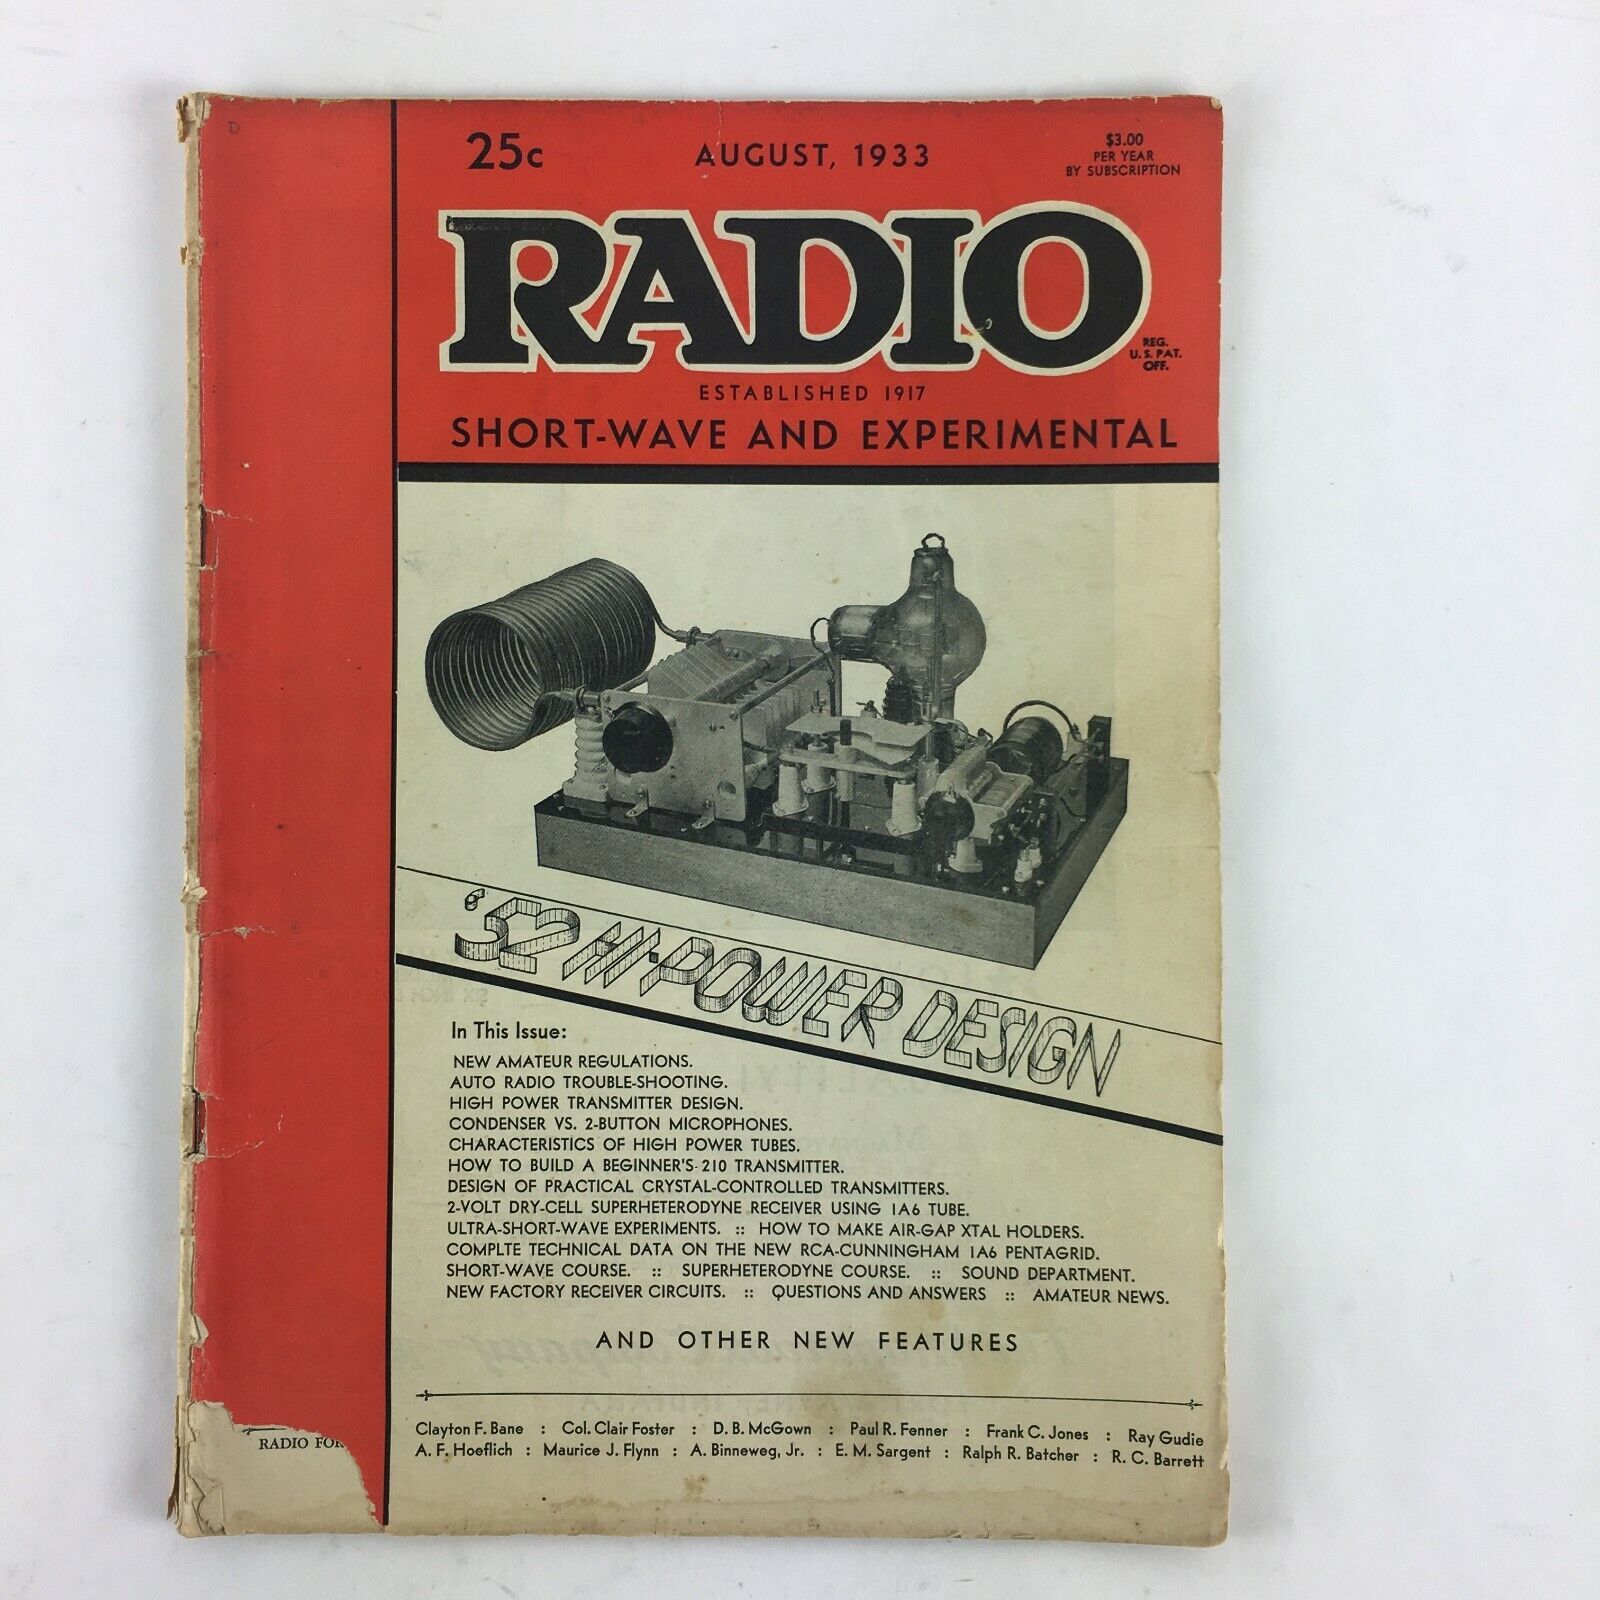 D
25c
AUGUST, 1933
$3.00
PER YEAR
BY SUBSCRIPTION
RADIO
REG.
U. S. PAT.
OFF.
ESTABLISHED 1917
SHORT-WAVE AND EXPERIMENTAL
'52 HI-POWER DESIGN
In This Issue:
NEW AMATEUR REGULATIONS.
AUTO RADIO TROUBLE-SHOOTING.
HIGH POWER TRANSMITTER DESIGN.
CONDENSER VS. 2-BUTTON MICROPHONES.
CHARACTERISTICS OF HIGH POWER TUBES.
HOW TO BUILD A BEGINNER'S-210 TRANSMITTER.
DESIGN OF PRACTICAL CRYSTAL-CONTROLLED TRANSMITTERS.
2-VOLT DRY-CELL SUPERHETERODYNE RECEIVER USING 1A6 TUBE.
ULTRA-SHORT-WAVE EXPERIMENTS. :: HOW TO MAKE AIR-GAP XTAL HOLDERS.
COMPLTE TECHNICAL DATA ON THE NEW RCA-CUNNINGHAM 1A6 PENTAGRID.
SHORT-WAVE COURSE. :: SUPERHETERODYNE COURSE. :: SOUND DEPARTMENT.
NEW FACTORY RECEIVER CIRCUITS. :: QUESTIONS AND ANSWERS :: AMATEUR NEWS.
AND OTHER NEW FEATURES
Clayton F. Bane : Col. Clair Foster : D. B. McGown : Paul R. Fenner : Frank C. Jones : Ray Gudie
A. F. Hoeflich : Maurice J. Flynn : A. Binneweg, Jr. : E. M. Sargent : Ralph R. Batcher : R. C. Barrett
RADIO FOR